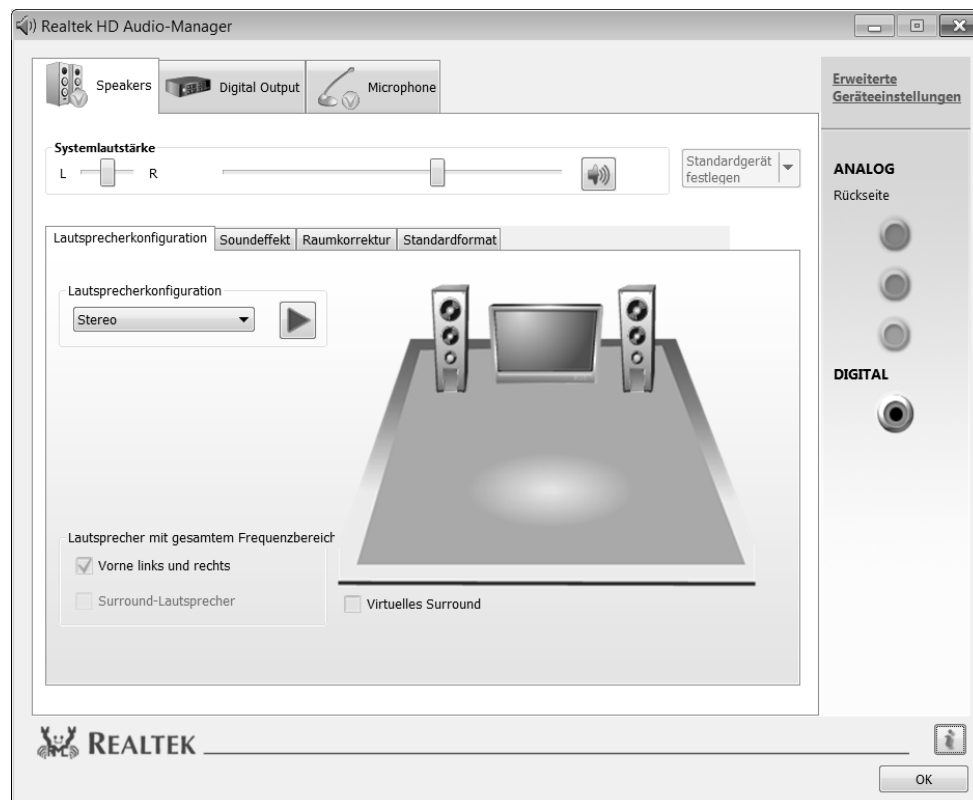 Realtek HD Audio-Manager
Speakers
Digital Output
Microphone
Erweiterte
Geräteeinstellungen
Systemlautstärke
L
R
Standardgerät
festlegen
ANALOG
Rückseite
Lautsprecherkonfiguration
Soundeffekt
Raumkorrektur
Standardformat
Lautsprecherkonfiguration
Stereo
DIGITAL
Lautsprecher mit gesamtem Frequenzbereich
Vorne links und rechts
Surround-Lautsprecher
Virtuelles Surround
REALTEK
i
OK